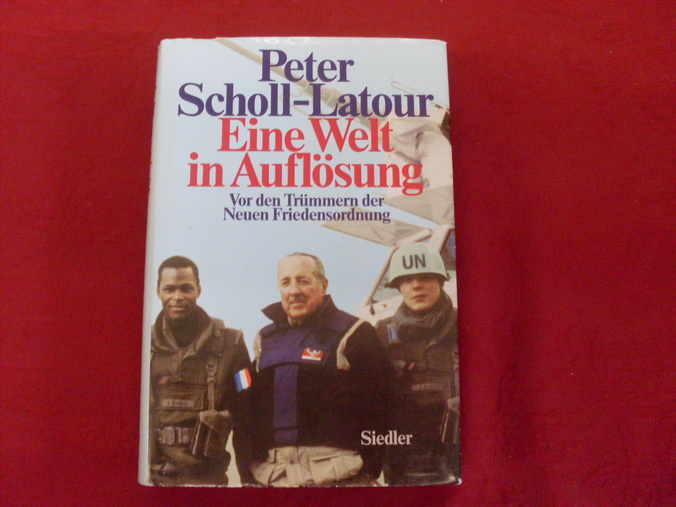 Peter
Scholl-Latour
Eine Welt
in Auflösung
Vor den Trümmern der
Neuen Friedensordnung
UN
Siedler